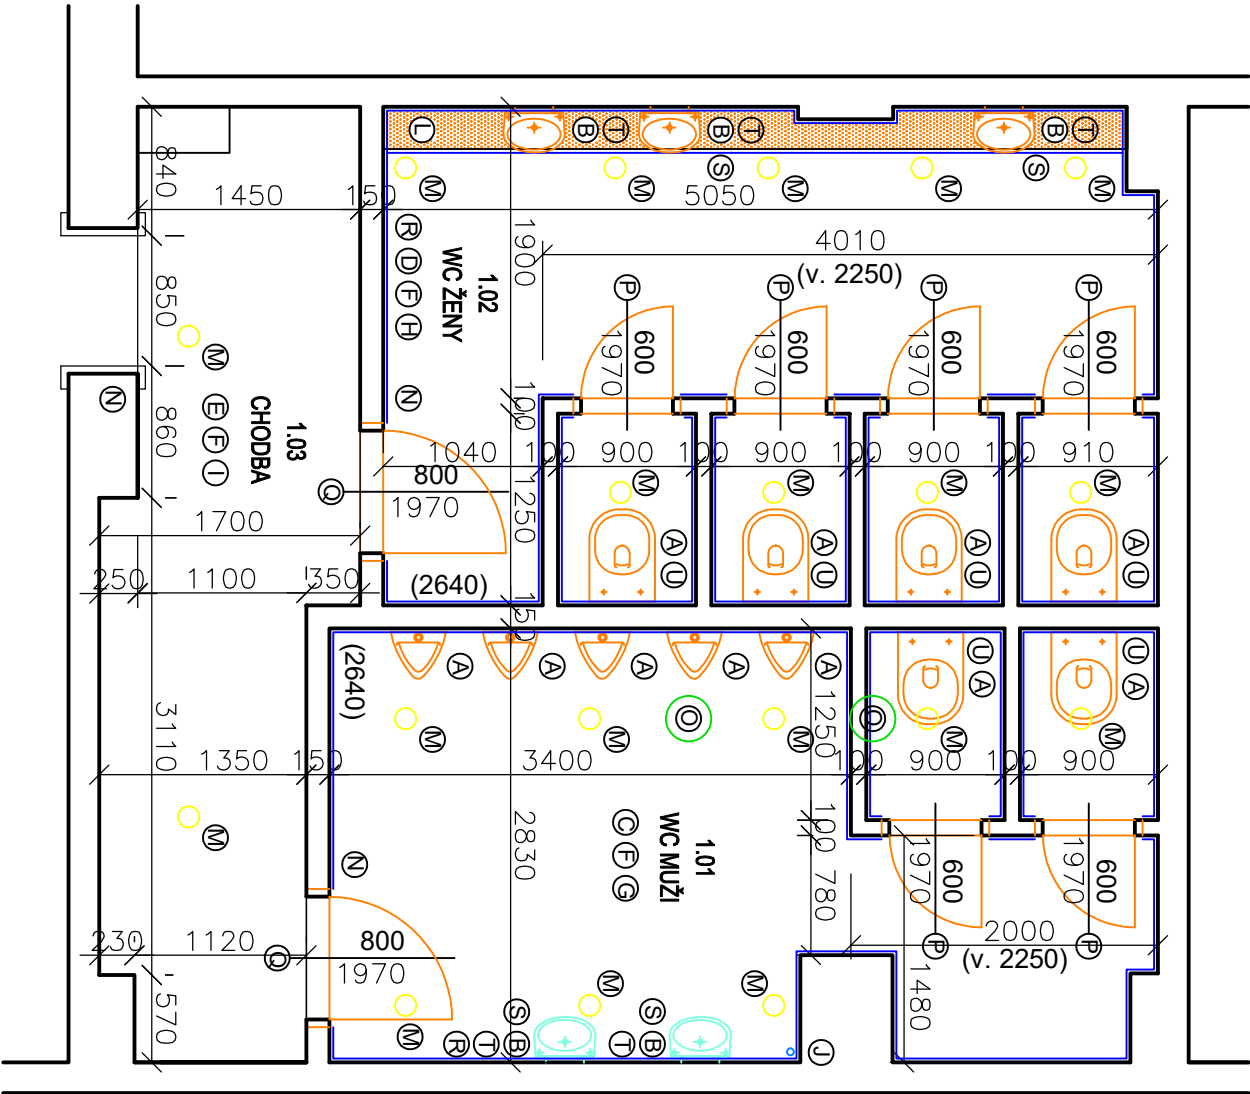 L
B T
B T
B T
M
M
S
M
M
S
M
840
1450
150
5050
1900
4010
(v. 2250)
R D F H
1.02
WC ŽENY
P
P
P
P
600
1970
600
1970
600
1970
600
1970
850
M
E F I
1.03
CHODBA
N
N
860
100
1040
100
900
100
900
100
900
100
910
800
1970
Q
1250
M
M
M
M
A U
A U
A U
A U
1700
250
1100
350
(2640)
150
(2640)
A
A
A
A
A
U A
U A
M
M
M
O
O
M
M
1250
3110
1350
150
3400
100
900
100
900
M
2830
C F G
1.01
WC MUŽI
N
100
780
600
1970
600
1970
P
P
2000
(v. 2250)
1480
230
1120
Q
800
1970
570
M
M
M
S
S
R T B
T B
J